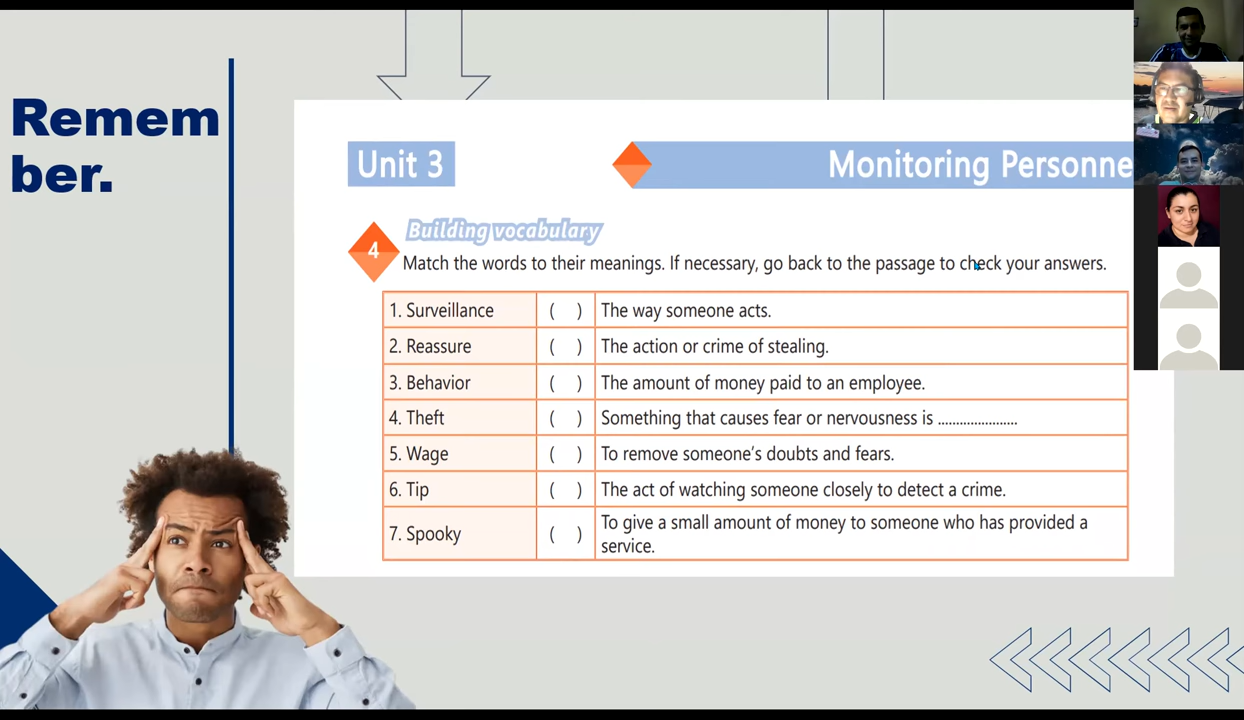 Remem
ber.
Unit 3
Monitoring Personne
4
Building vocabulary
Match the words to their meanings. If necessary, go back to the passage to check your answers.
1. Surveillance ( ) The way someone acts.
2. Reassure ( ) The action or crime of stealing.
3. Behavior ( ) The amount of money paid to an employee.
4. Theft ( ) Something that causes fear or nervousness is ......................
5. Wage ( ) To remove someone's doubts and fears.
6. Tip ( ) The act of watching someone closely to detect a crime.
7. Spooky ( ) To give a small amount of money to someone who has provided a
service.